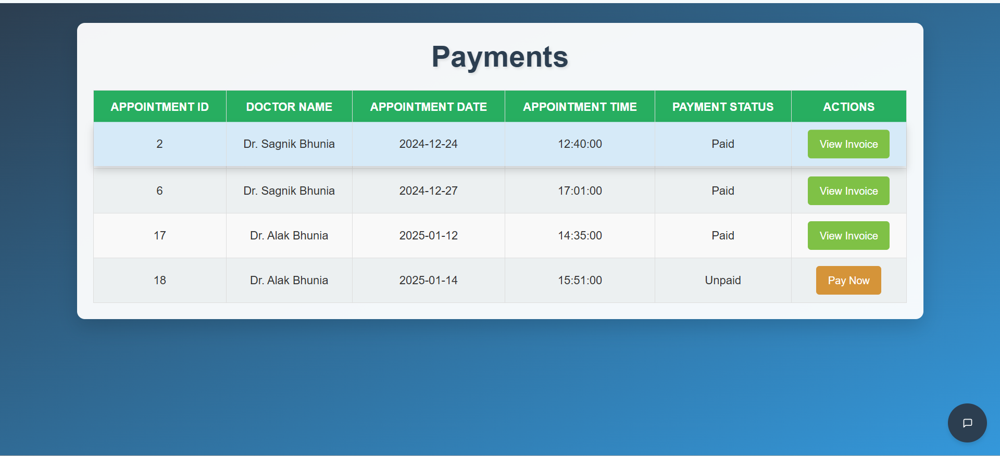 Payments
APPOINTMENT ID DOCTOR NAME APPOINTMENT DATE APPOINTMENT TIME PAYMENT STATUS ACTIONS
2 Dr. Sagnik Bhunia 2024-12-24 12:40:00 Paid View Invoice
6 Dr. Sagnik Bhunia 2024-12-27 17:01:00 Paid View Invoice
17 Dr. Alak Bhunia 2025-01-12 14:35:00 Paid View Invoice
18 Dr. Alak Bhunia 2025-01-14 15:51:00 Unpaid Pay Now